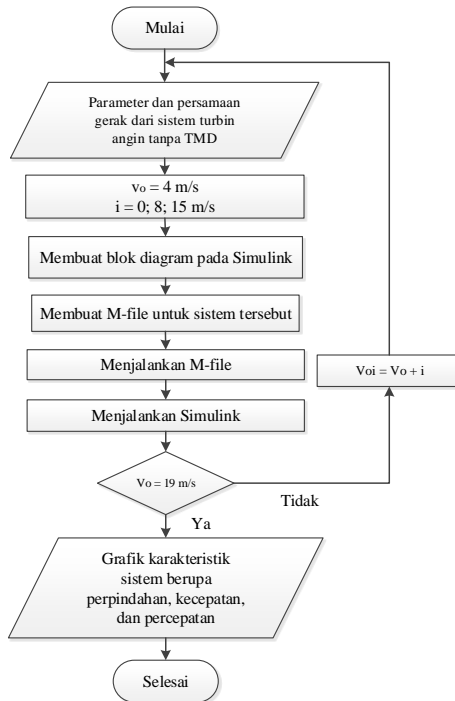 Mulai
Parameter dan persamaan
gerak dari sistem turbin
angin tanpa TMD
vo = 4 m/s
i = 0; 8; 15 m/s
Membuat blok diagram pada Simulink
Membuat M-file untuk sistem tersebut
Menjalankan M-file
Voi = Vo + i
Menjalankan Simulink
Vo = 19 m/s
Tidak
Ya
Grafik karakteristik
sistem berupa
perpindahan, kecepatan,
dan percepatan
Selesai